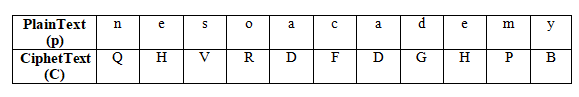 PlainText (p) n e s o a c a d e m y
CiphetText (C) Q H V R D F D G H P B